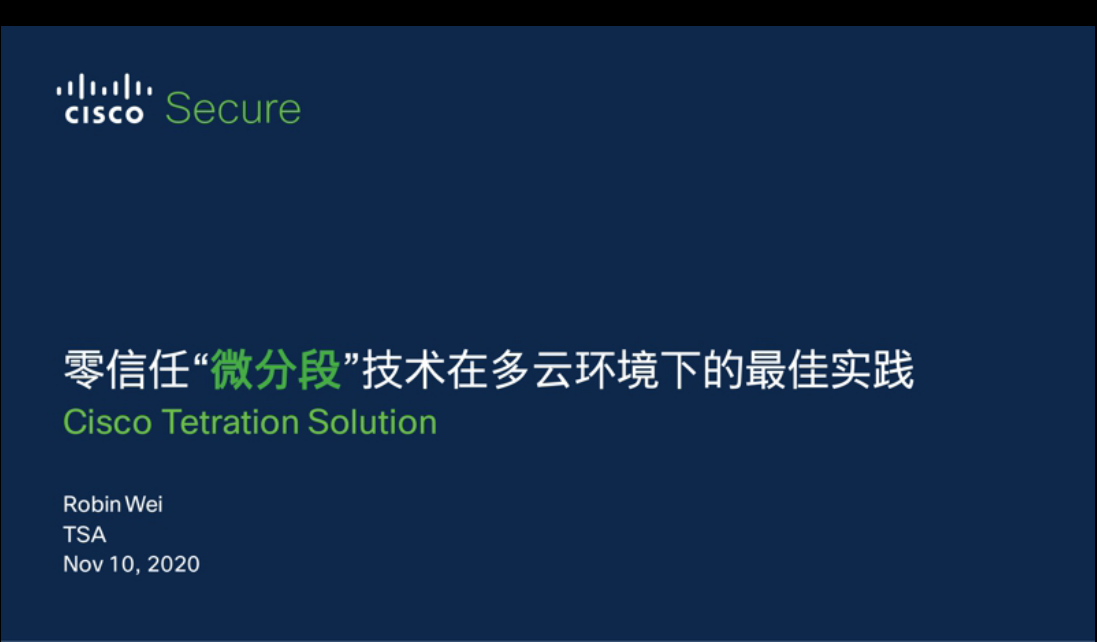 CISCO Secure
零信任“微分段”技术在多云环境下的最佳实践
Cisco Tetration Solution
Robin Wei
TSA
Nov 10, 2020